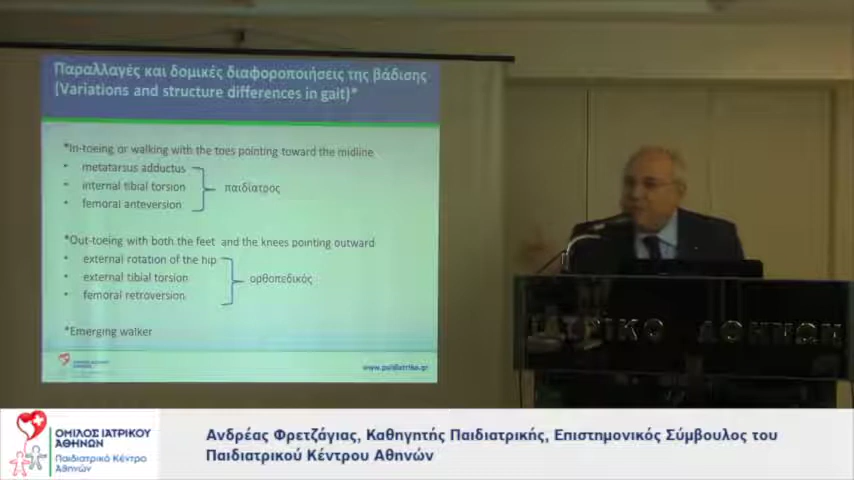 Παραλλαγές και δομικές διαφοροποιήσεις της βάδισης
(Variations and structure differences in gait)*
*In-toeing or walking with the toes pointing toward the midline
• metatarsus adductus
• internal tibial torsion
• femoral anteversion
παιδίατρος
*Out-toeing with both the feet and the knees pointing outward
• external rotation of the hip
• external tibial torsion
• femoral retroversion
ορθοπεδικός
*Emerging walker
www.paidiatriko.gr
ΙΑΤΡΙΚΟ ΑΘΗΝΩΝ
ΟΜΙΛΟΣ ΙΑΤΡΙΚΟΥ
ΑΘΗΝΩΝ
Παιδιατρικό Κέντρο
Αθηνών
Ανδρέας Φρετζάγιας, Καθηγητής Παιδιατρικής, Επιστημονικός Σύμβουλος του
Παιδιατρικού Κέντρου Αθηνών